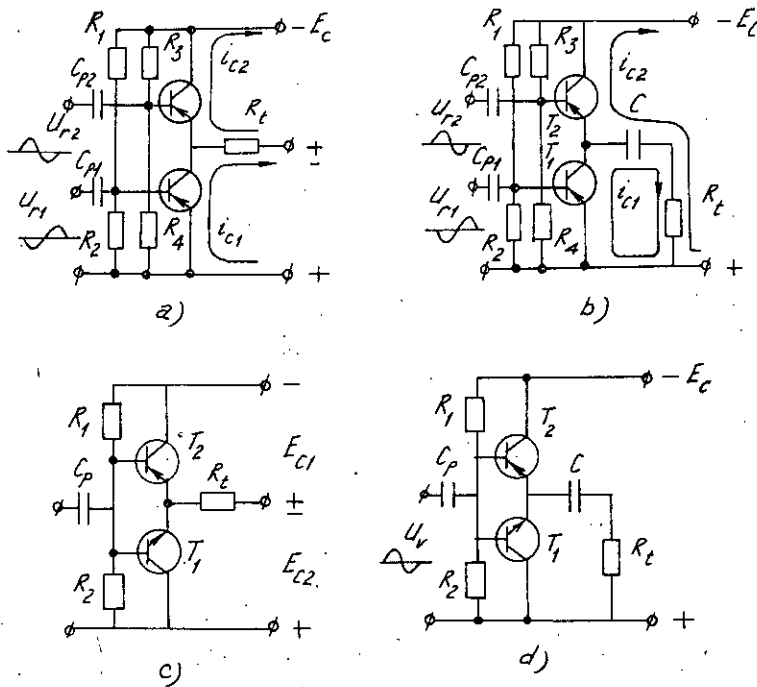 R1 R3 - Ec
Cp2 ic2
Ur2 Rt ±
Cp1
Ur1 ic1
R2 R4 +
a)
R1 R3 - Ec
Cp2 ic2
Ur2 T2 C
Cp1 T1
Ur1 ic1 Rt
R2 R4 +
b)
-
R1 T2 Ec1
Cp Rt ±
T1 Ec2
R2 +
c)
- Ec
R1 T2
Cp C
Uv T1 Rt
R2 +
d)